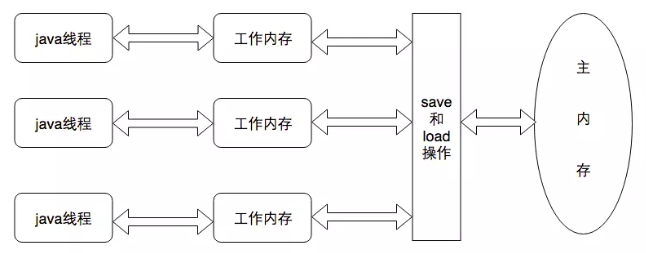 java线程
工作内存
java线程
工作内存
java线程
工作内存
save
和
load
操作
主
内
存